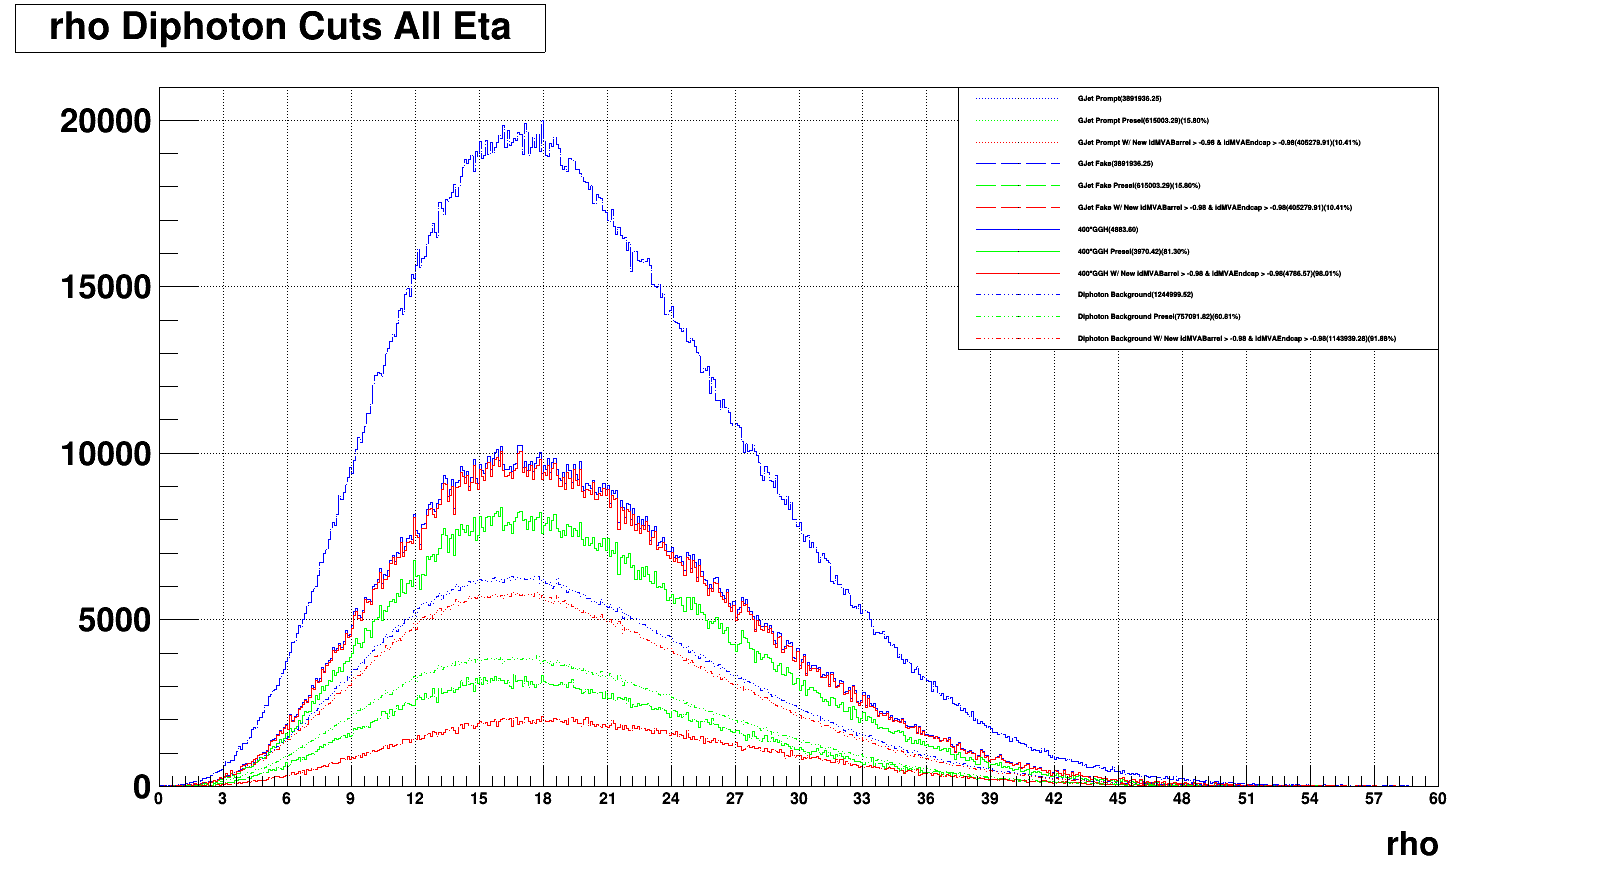 rho Diphoton Cuts All Eta
GJet Prompt(3891936.25)
GJet Prompt Presel(615003.29)(15.80%)
GJet Prompt W/ New IdMVABarrel > -0.98 & IdMVAEndcap > -0.98(405279.91)(10.41%)
GJet Fake(3891936.25)
GJet Fake Presel(615003.29)(15.80%)
GJet Fake W/ New IdMVABarrel > -0.98 & IdMVAEndcap > -0.98(405279.91)(10.41%)
400*GGH(4883.60)
400*GGH Presel(3970.42)(81.30%)
400*GGH W/ New IdMVABarrel > -0.98 & IdMVAEndcap > -0.98(4786.57)(98.01%)
Diphoton Background(1244999.52)
Diphoton Background Presel(757091.82)(60.81%)
Diphoton Background W/ New IdMVABarrel > -0.98 & IdMVAEndcap > -0.98(1143939.28)(91.88%)
20000
15000
10000
5000
0
0 3 6 9 12 15 18 21 24 27 30 33 36 39 42 45 48 51 54 57 60
rho